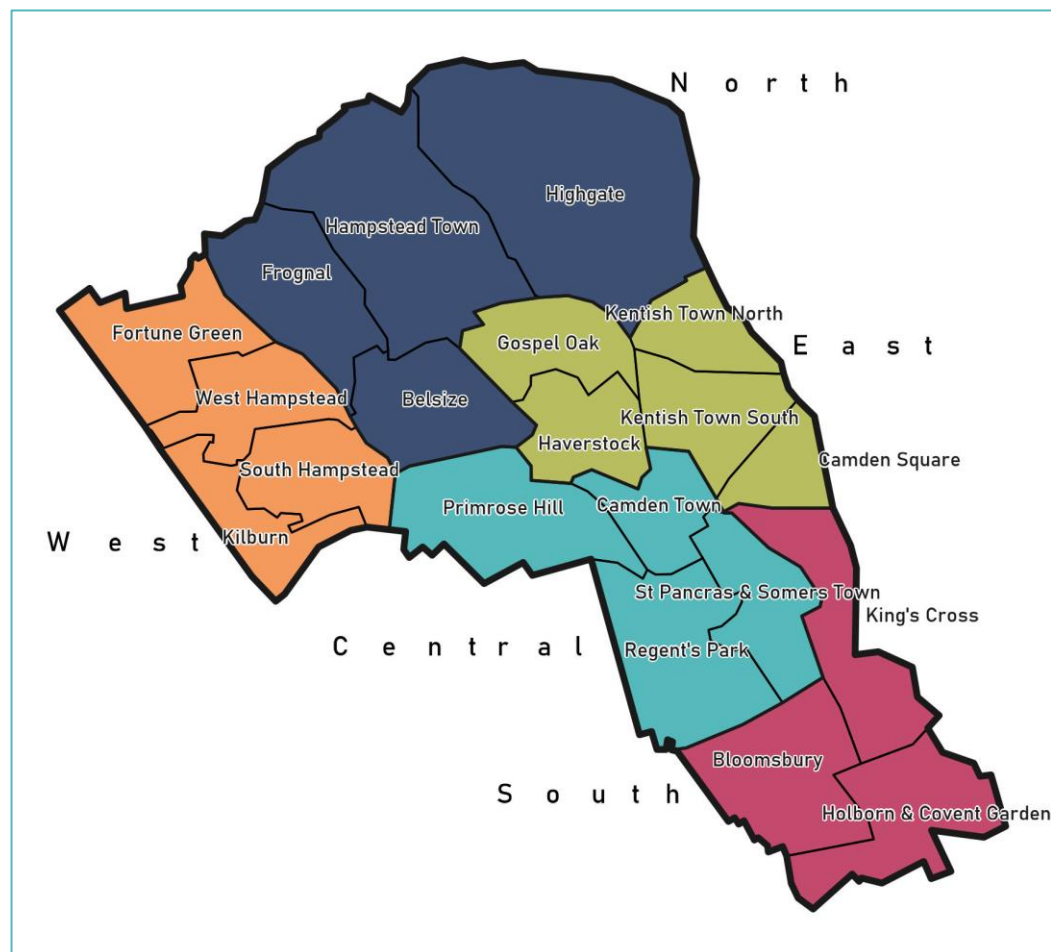 North
Highgate
Hampstead Town
Frognal
Kentish Town North
Fortune Green
Gospel Oak
East
West Hampstead
Belsize
Kentish Town South
Haverstock
Camden Square
South Hampstead
Primrose Hill
Camden Town
West
Kilburn
St Pancras & Somers Town
King's Cross
Central
Regent's Park
Bloomsbury
South
Holborn & Covent Garden